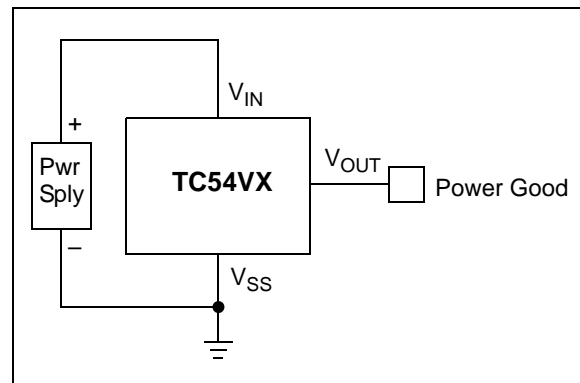 V_IN
+
Pwr
Sply
–
TC54VX
V_OUT
Power Good
V_SS